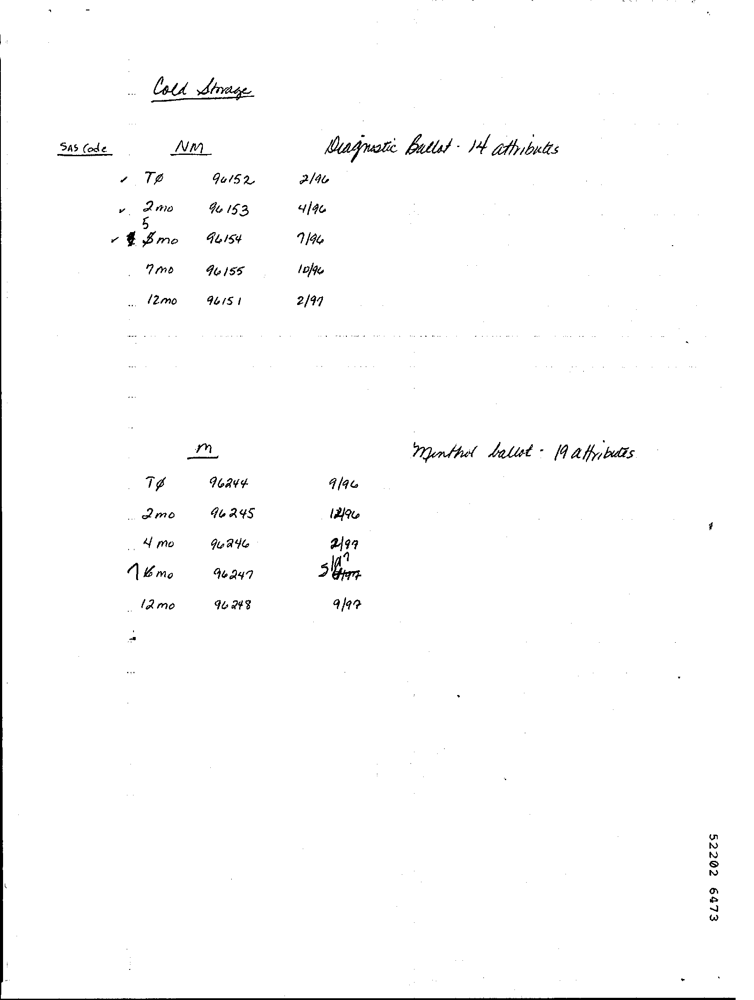 Cold Storage
SAS Code NM Diagnostic Ballot - 14 attributes
✓ TØ 96152 2/96
✓ 2 mo 96153 4/96
5
✓ mo 96154 7/96
7 mo 96155 10/96
12 mo 96151 2/97
M Menthol ballot - 19 attributes
TØ 96244 9/96
2 mo 96245 12/96
4 mo 96246 2/97
7 mo 96247 5/97
12 mo 96248 9/97
52202 6473